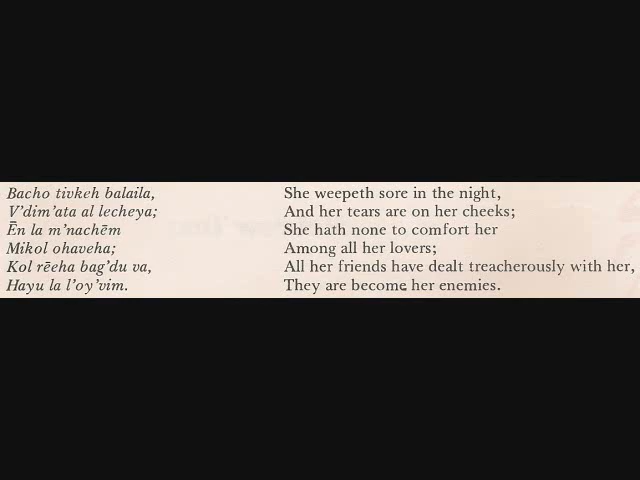 Bacho tivkeh balaila,
V'dim'ata al lecheya;
Ēn la m'nachēm
Mikol ohaveha;
Kol rēeha bag'du va,
Hayu la l'oy'vim.
She weepeth sore in the night,
And her tears are on her cheeks;
She hath none to comfort her
Among all her lovers;
All her friends have dealt treacherously with her,
They are become her enemies.